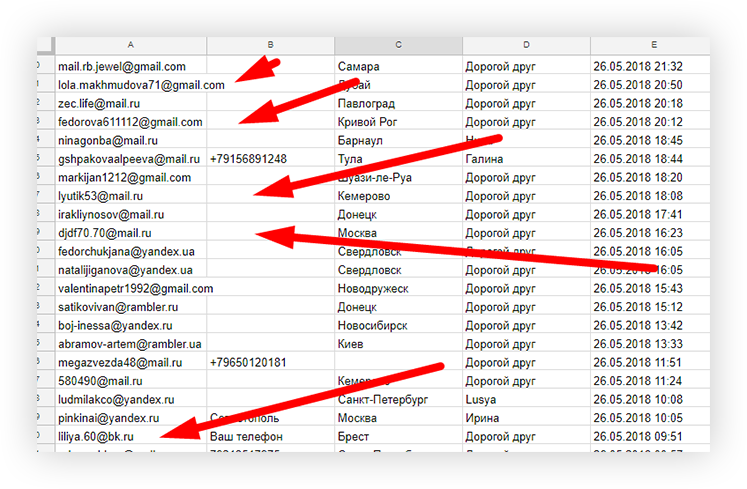 A B C D E
mail.rb.jewel@gmail.com Самара Дорогой друг 26.05.2018 21:32
lola.makhmudova71@gmail.com Дубай Дорогой друг 26.05.2018 20:50
zec.life@mail.ru Павлоград Дорогой друг 26.05.2018 20:18
fedorova611112@gmail.com Кривой Рог Дорогой друг 26.05.2018 20:12
ninagonba@mail.ru Барнаул 26.05.2018 18:45
gshpakovaalpeeva@mail.ru +79156891248 Тула Галина 26.05.2018 18:44
markijan1212@gmail.com Шуази-ле-Руа Дорогой друг 26.05.2018 18:20
lyutik53@mail.ru Кемерово Дорогой друг 26.05.2018 18:08
irakliynosov@mail.ru Донецк Дорогой друг 26.05.2018 17:41
djdf70.70@mail.ru Москва Дорогой друг 26.05.2018 16:23
fedorchukjana@yandex.ua Свердловск Дорогой друг 26.05.2018 16:05
natalijiganova@yandex.ua Свердловск Дорогой друг 26.05.2018 16:05
valentinapetr1992@gmail.com Новодружеск Дорогой друг 26.05.2018 15:43
satikovivan@rambler.ru Донецк Дорогой друг 26.05.2018 15:12
boj-inessa@yandex.ru Новосибирск Дорогой друг 26.05.2018 13:42
abramov-artem@rambler.ua Киев Дорогой друг 26.05.2018 13:33
megazvezda48@mail.ru +79650120181 Дорогой друг 26.05.2018 11:51
580490@mail.ru Кемерово Дорогой друг 26.05.2018 11:24
ludmilakco@yandex.ru Санкт-Петербург Lusya 26.05.2018 10:08
pinkinai@yandex.ru Севастополь Москва Ирина 26.05.2018 10:05
liliya.60@bk.ru Ваш телефон Брест Дорогой друг 26.05.2018 09:51